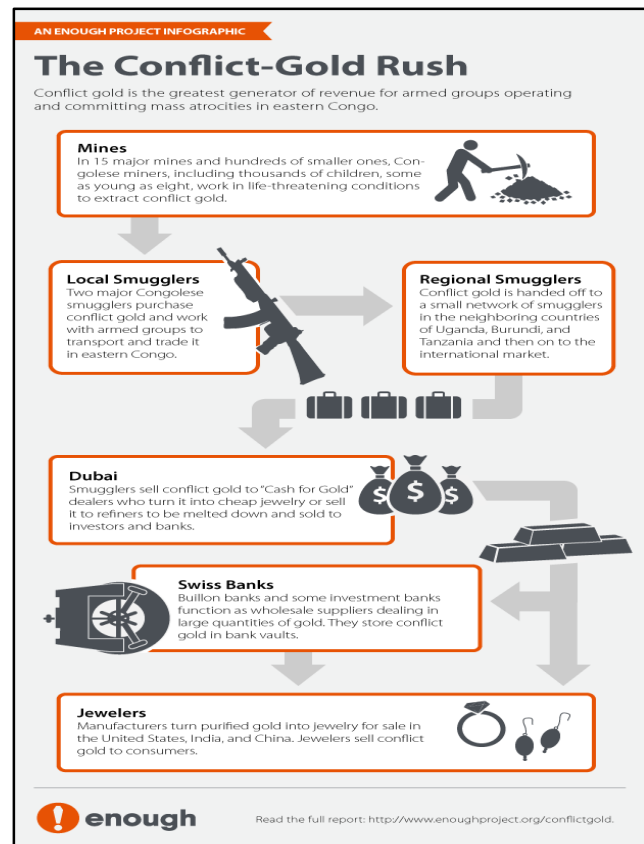 AN ENOUGH PROJECT INFOGRAPHIC
The Conflict-Gold Rush
Conflict gold is the greatest generator of revenue for armed groups operating
and committing mass atrocities in eastern Congo.
Mines
In 15 major mines and hundreds of smaller ones, Con-
golese miners, including thousands of children, some
as young as eight, work in life-threatening conditions
to extract conflict gold.
Local Smugglers
Two major Congolese
smugglers purchase
conflict gold and work
with armed groups to
transport and trade it
in eastern Congo.
Regional Smugglers
Conflict gold is handed off to
a small network of smugglers
in the neighboring countries
of Uganda, Burundi, and
Tanzania and then on to the
international market.
Dubai
Smugglers sell conflict gold to "Cash for Gold"
dealers who turn it into cheap jewelry or sell
it to refiners to be melted down and sold to
investors and banks.
$ $ $
Swiss Banks
Buillon banks and some investment banks
function as wholesale suppliers dealing in
large quantities of gold. They store conflict
gold in bank vaults.
Jewelers
Manufacturers turn purified gold into jewelry for sale in
the United States, India, and China. Jewelers sell conflict
gold to consumers.
! enough
Read the full report: http://www.enoughproject.org/conflictgold.